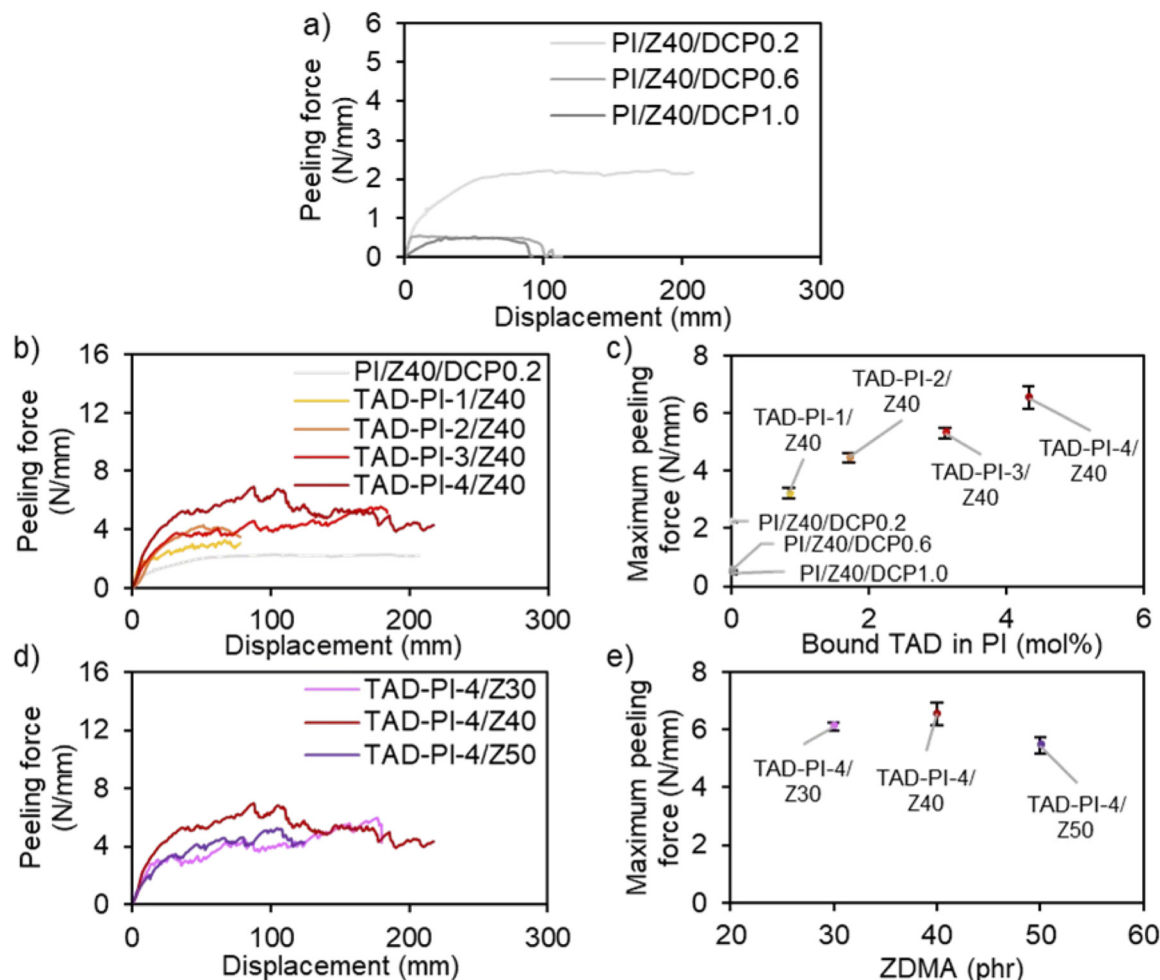 a)
Peeling force
(N/mm)
6
5
4
3
2
1
0
PI/Z40/DCP0.2
PI/Z40/DCP0.6
PI/Z40/DCP1.0
0
100
200
300
Displacement (mm)
b)
Peeling force
(N/mm)
16
12
8
4
0
PI/Z40/DCP0.2
TAD-PI-1/Z40
TAD-PI-2/Z40
TAD-PI-3/Z40
TAD-PI-4/Z40
0
100
200
300
Displacement (mm)
c)
Maximum peeling
force (N/mm)
8
6
4
2
0
TAD-PI-1/
Z40
TAD-PI-2/
Z40
TAD-PI-3/
Z40
TAD-PI-4/
Z40
PI/Z40/DCP0.2
PI/Z40/DCP0.6
PI/Z40/DCP1.0
0
2
4
6
Bound TAD in PI (mol%)
d)
Peeling force
(N/mm)
16
12
8
4
0
TAD-PI-4/Z30
TAD-PI-4/Z40
TAD-PI-4/Z50
0
100
200
300
Displacement (mm)
e)
Maximum peeling
force (N/mm)
8
6
4
2
0
TAD-PI-4/
Z30
TAD-PI-4/
Z40
TAD-PI-4/
Z50
20
30
40
50
60
ZDMA (phr)